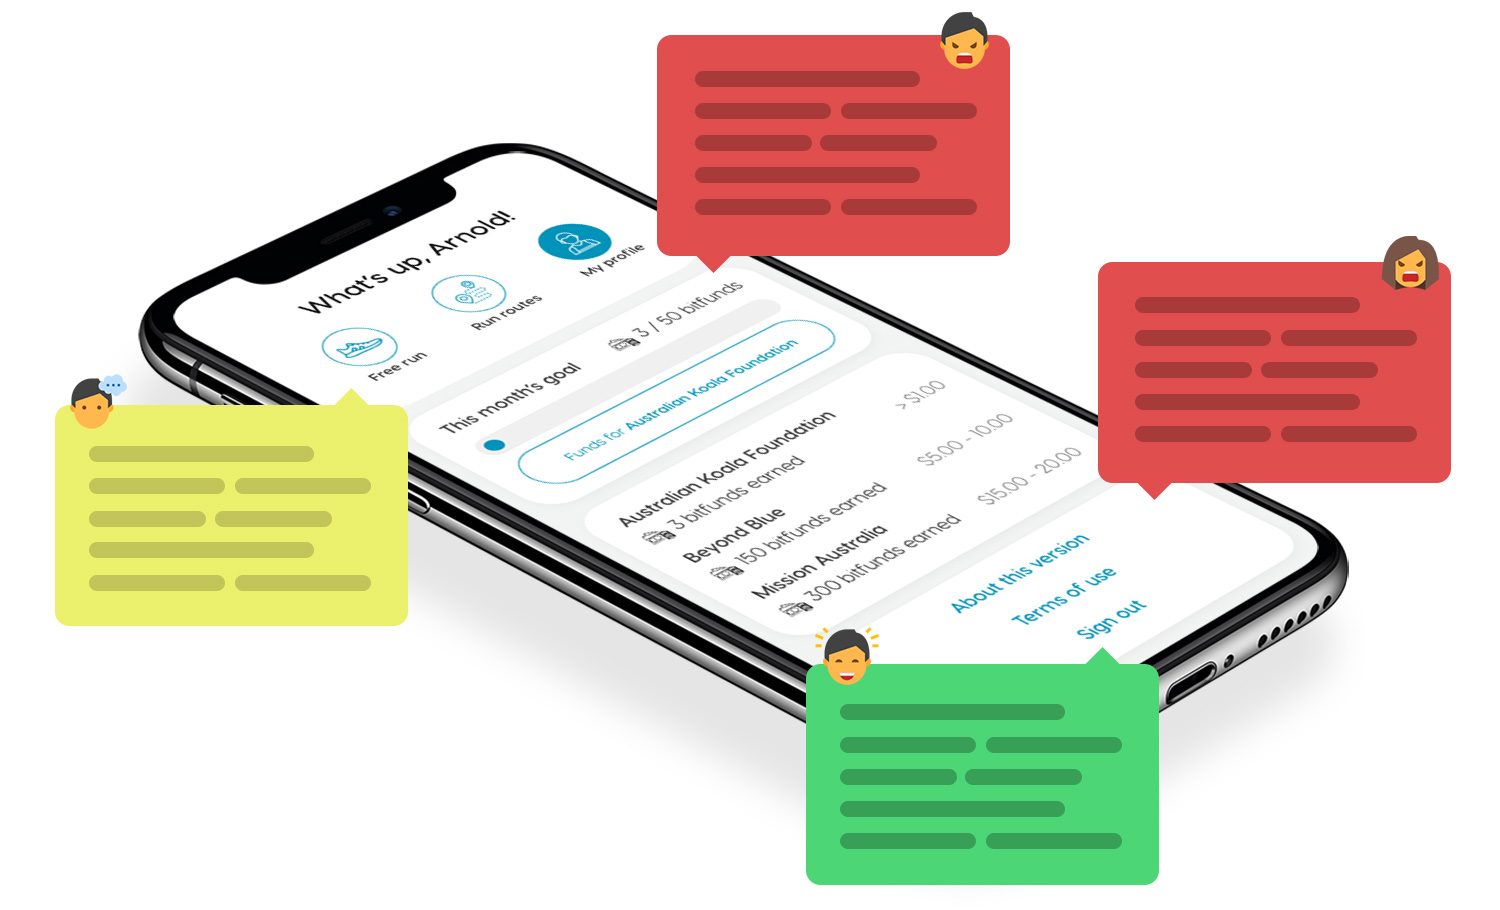 What's up, Arnold!
Free run
Run routes
My profile
This month's goal
3 / 50 bitfunds
Funds for Australian Koala Foundation
Australian Koala Foundation
> $1.00
3 bitfunds earned
Beyond Blue
$5.00 - 10.00
150 bitfunds earned
Mission Australia
$15.00 - 20.00
300 bitfunds earned
About this version
Terms of use
Sign out